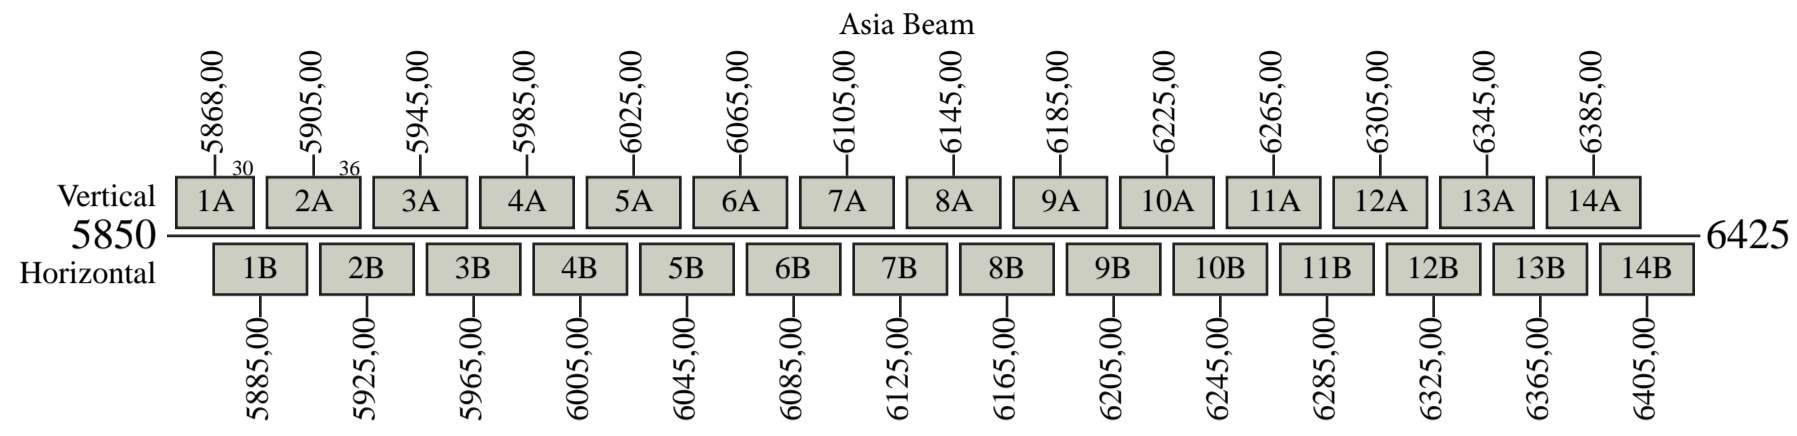 Asia Beam
5868,00 5905,00 5945,00 5985,00 6025,00 6065,00 6105,00 6145,00 6185,00 6225,00 6265,00 6305,00 6345,00 6385,00
30 36
Vertical 1A 2A 3A 4A 5A 6A 7A 8A 9A 10A 11A 12A 13A 14A
5850 6425
Horizontal 1B 2B 3B 4B 5B 6B 7B 8B 9B 10B 11B 12B 13B 14B
5885,00 5925,00 5965,00 6005,00 6045,00 6085,00 6125,00 6165,00 6205,00 6245,00 6285,00 6325,00 6365,00 6405,00